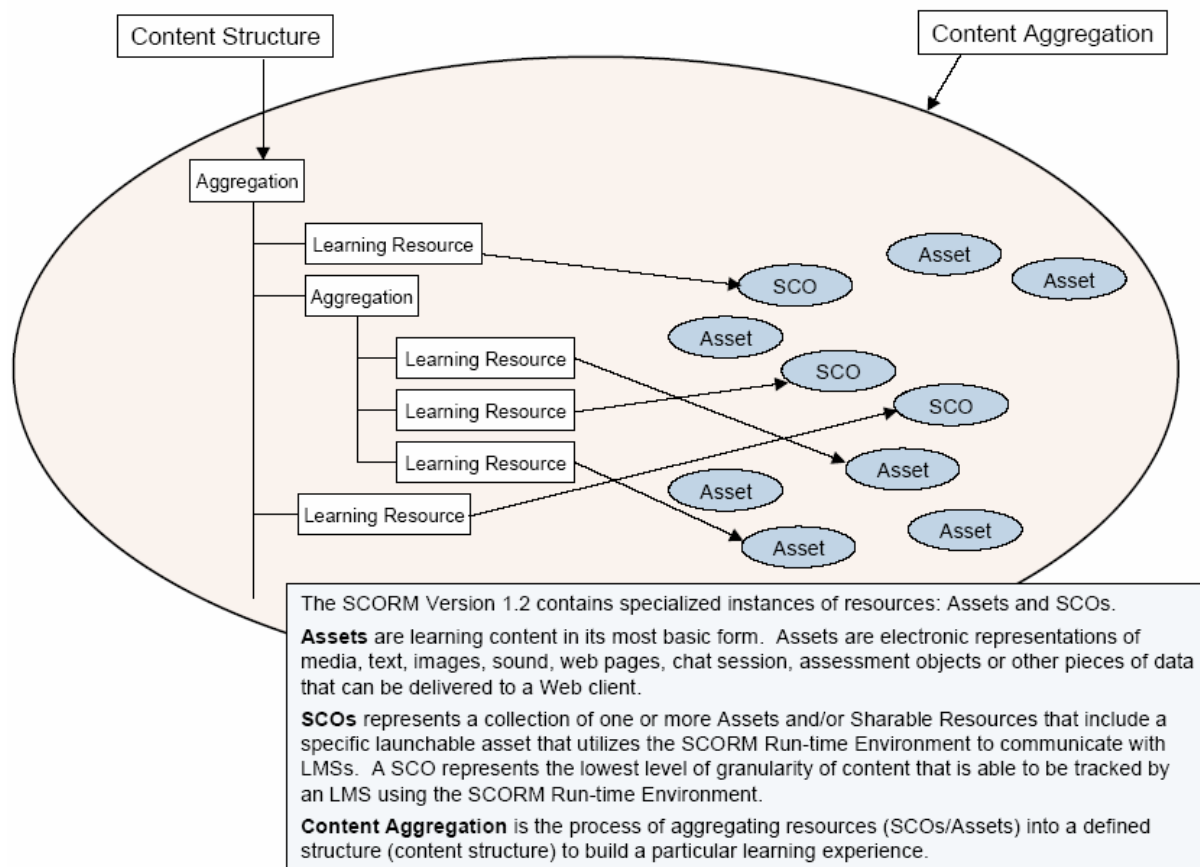 Content Structure
Content Aggregation
Aggregation
Learning Resource
Asset
Asset
SCO
Aggregation
Asset
Learning Resource
SCO
Learning Resource
SCO
Learning Resource
Asset
Asset
Learning Resource
Asset
Asset
The SCORM Version 1.2 contains specialized instances of resources: Assets and SCOs.
Assets are learning content in its most basic form. Assets are electronic representations of
media, text, images, sound, web pages, chat session, assessment objects or other pieces of data
that can be delivered to a Web client.
SCOs represents a collection of one or more Assets and/or Sharable Resources that include a
specific launchable asset that utilizes the SCORM Run-time Environment to communicate with
LMSs. A SCO represents the lowest level of granularity of content that is able to be tracked by
an LMS using the SCORM Run-time Environment.
Content Aggregation is the process of aggregating resources (SCOs/Assets) into a defined
structure (content structure) to build a particular learning experience.